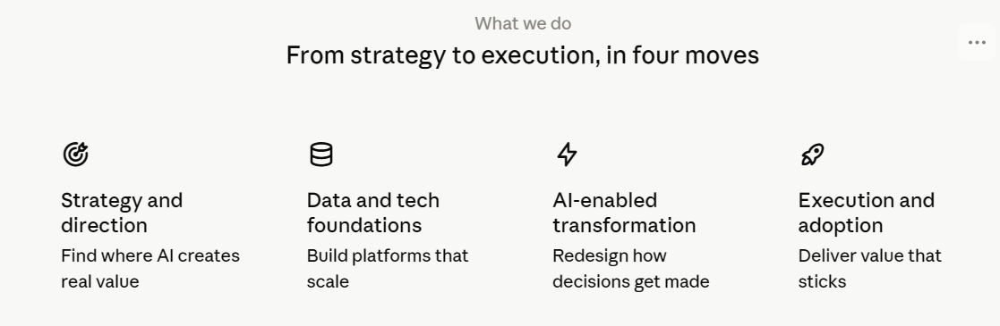 What we do
From strategy to execution, in four moves
Strategy and
direction
Find where AI creates
real value
Data and tech
foundations
Build platforms that
scale
AI-enabled
transformation
Redesign how
decisions get made
Execution and
adoption
Deliver value that
sticks